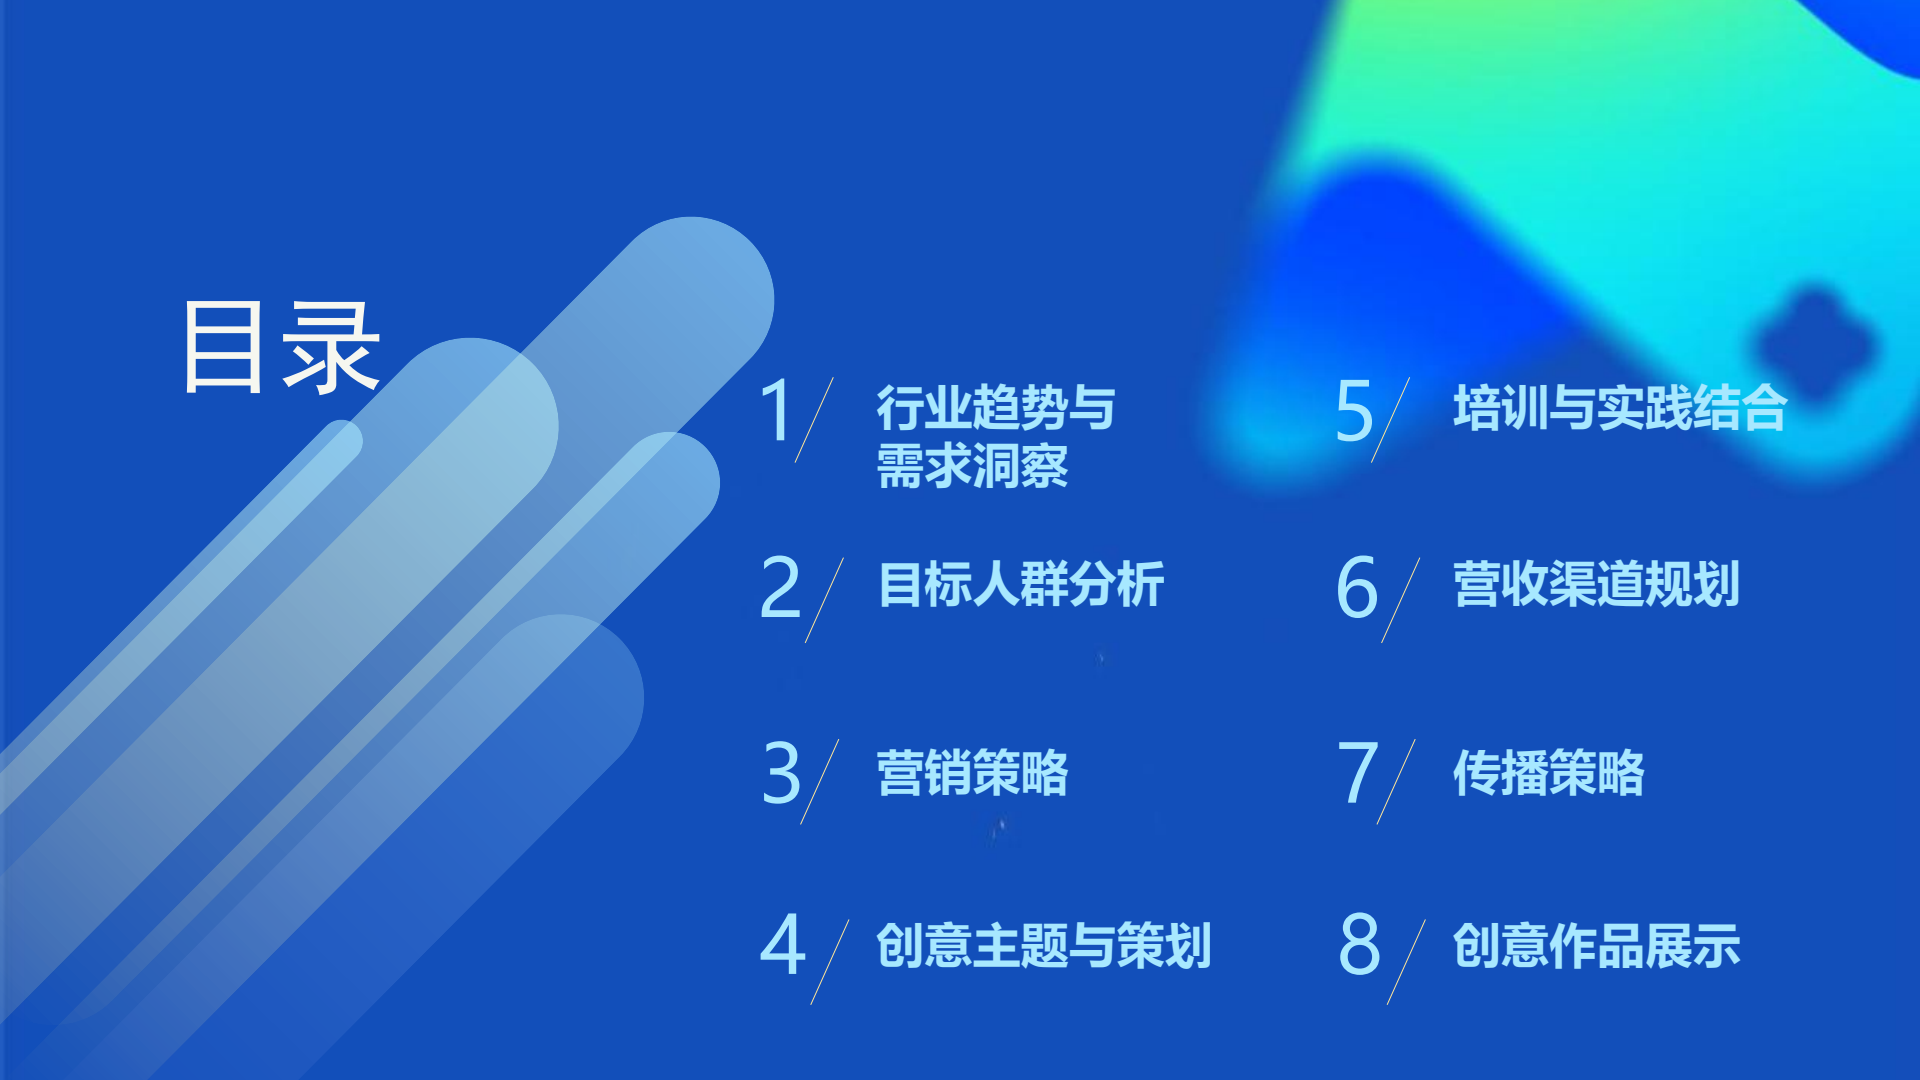 目录
1
行业趋势与
需求洞察
2
目标人群分析
3
营销策略
4
创意主题与策划
5
培训与实践结合
6
营收渠道规划
7
传播策略
8
创意作品展示